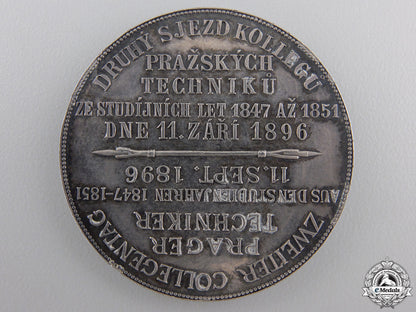 DRUHÝ SJEZD KOLLEGŮ
PRAŽSKÝCH
TECHNIKŮ
ZE STUDIJNÍCH LET 1847 AŽ 1851
DNE 11. ZÁŘÍ 1896
ZWEITER COLLEGENTAG
PRAGER
TECHNIKER
AUS DEN STUDIENJAHREN 1847-1851
11. SEPT. 1896
eMedals